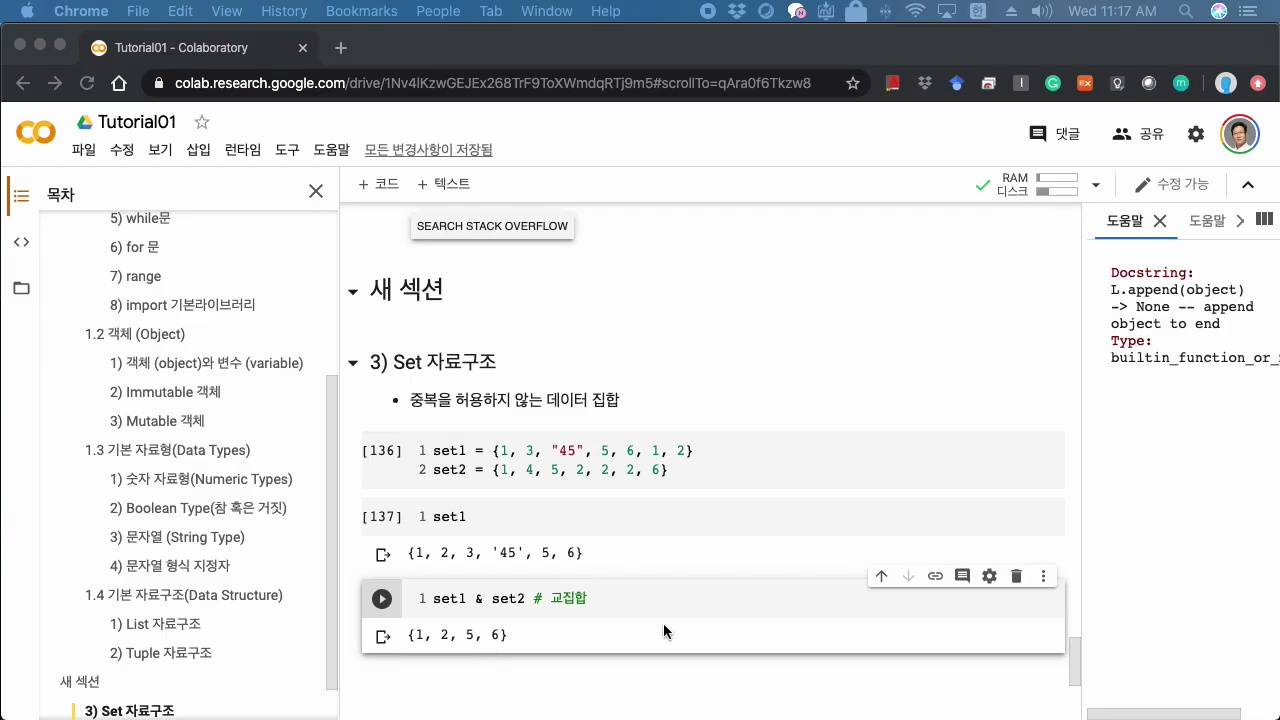 Chrome File Edit View History Bookmarks People Tab Window Help Wed 11:17 AM
Tutorial01 - Colaboratory
colab.research.google.com/drive/1Nv4lKzwGEJEx268TrF9ToXWmdqRTj9m5#scrollTo=qAra0f6Tkzw8
Tutorial01
댓글 공유
파일 수정 보기 삽입 런타임 도구 도움말 모든 변경사항이 저장됨
목차
+ 코드 + 텍스트
RAM
디스크
수정 가능
5) while문
6) for 문
7) range
8) import 기본라이브러리
1.2 객체 (Object)
1) 객체 (object)와 변수 (variable)
2) Immutable 객체
3) Mutable 객체
1.3 기본 자료형(Data Types)
1) 숫자 자료형(Numeric Types)
2) Boolean Type(참 혹은 거짓)
3) 문자열 (String Type)
4) 문자열 형식 지정자
1.4 기본 자료구조(Data Structure)
1) List 자료구조
2) Tuple 자료구조
새 섹션
3) Set 자료구조
SEARCH STACK OVERFLOW
새 섹션
3) Set 자료구조
• 중복을 허용하지 않는 데이터 집합
[136] 1 set1 = {1, 3, "45", 5, 6, 1, 2}
2 set2 = {1, 4, 5, 2, 2, 2, 6}
[137] 1 set1
{1, 2, 3, '45', 5, 6}
1 set1 & set2 # 교집합
{1, 2, 5, 6}
도움말 도움말
Docstring:
L.append(object)
-> None -- append
object to end
Type:
builtin_function_or_